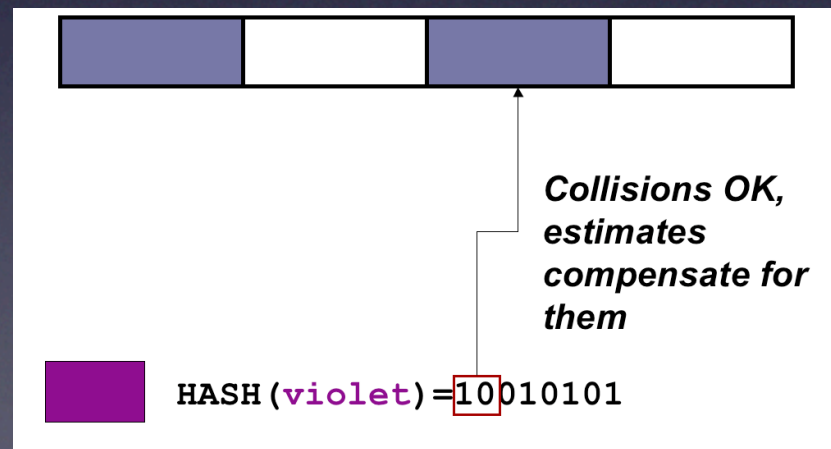 Collisions OK,
estimates
compensate for
them
HASH(violet)=10010101